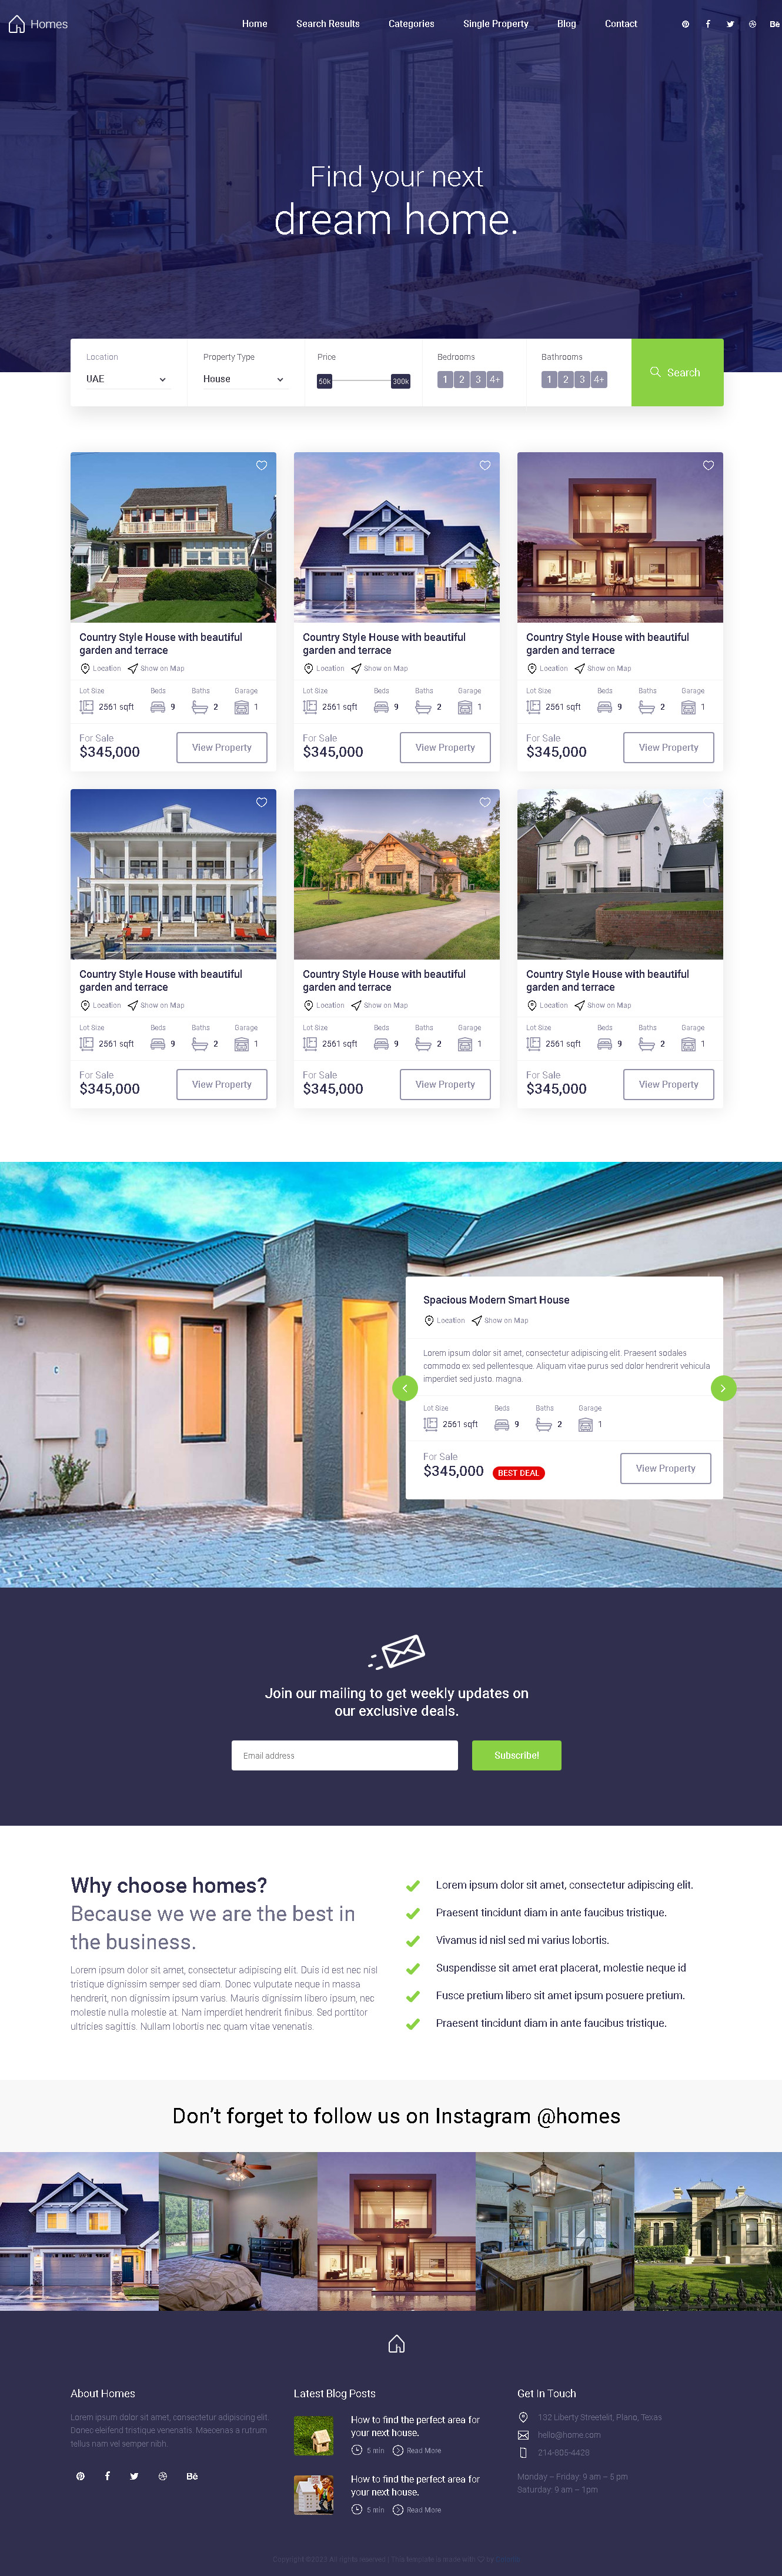 Homes
Home
Search Results
Categories
Single Property
Blog
Contact
Find your next
dream home.
Location
UAE
Property Type
House
Price
50k
300k
Bedrooms
1 2 3 4+
Bathrooms
1 2 3 4+
Search
Country Style House with beautiful
garden and terrace
Location Show on Map
Lot Size Beds Baths Garage
2561 sqft 9 2 1
For Sale
$345,000
View Property
Country Style House with beautiful
garden and terrace
Location Show on Map
Lot Size Beds Baths Garage
2561 sqft 9 2 1
For Sale
$345,000
View Property
Country Style House with beautiful
garden and terrace
Location Show on Map
Lot Size Beds Baths Garage
2561 sqft 9 2 1
For Sale
$345,000
View Property
Country Style House with beautiful
garden and terrace
Location Show on Map
Lot Size Beds Baths Garage
2561 sqft 9 2 1
For Sale
$345,000
View Property
Country Style House with beautiful
garden and terrace
Location Show on Map
Lot Size Beds Baths Garage
2561 sqft 9 2 1
For Sale
$345,000
View Property
Country Style House with beautiful
garden and terrace
Location Show on Map
Lot Size Beds Baths Garage
2561 sqft 9 2 1
For Sale
$345,000
View Property
Spacious Modern Smart House
Location Show on Map
Lorem ipsum dolor sit amet, consectetur adipiscing elit. Praesent sodales
commodo ex sed pellentesque. Aliquam vitae purus sed dolor hendrerit vehicula
imperdiet sed justo. magna.
Lot Size Beds Baths Garage
2561 sqft 9 2 1
For Sale
$345,000
BEST DEAL
View Property
Join our mailing to get weekly updates on
our exclusive deals.
Email address
Subscribe!
Why choose homes?
Because we we are the best in
the business.
Lorem ipsum dolor sit amet, consectetur adipiscing elit. Duis id est nec nisl
tristique dignissim semper sed diam. Donec vulputate neque in massa
hendrerit, non dignissim ipsum varius. Mauris dignissim libero ipsum, nec
molestie nulla molestie at. Nam imperdiet hendrerit finibus. Sed porttitor
ultricies sagittis. Nullam lobortis nec quam vitae venenatis.
Lorem ipsum dolor sit amet, consectetur adipiscing elit.
Praesent tincidunt diam in ante faucibus tristique.
Vivamus id nisl sed mi varius lobortis.
Suspendisse sit amet erat placerat, molestie neque id
Fusce pretium libero sit amet ipsum posuere pretium.
Praesent tincidunt diam in ante faucibus tristique.
Don't forget to follow us on Instagram @homes
About Homes
Lorem ipsum dolor sit amet, consectetur adipiscing elit.
Donec eleifend tristique venenatis. Maecenas a rutrum
tellus nam vel semper nibh.
Latest Blog Posts
How to find the perfect area for
your next house.
5 min Read More
How to find the perfect area for
your next house.
5 min Read More
Get In Touch
132 Liberty Streetelit, Plano, Texas
hello@home.com
214-805-4428
Monday – Friday: 9 am – 5 pm
Saturday: 9 am – 1pm
Copyright ©2023 All rights reserved | This template is made with by